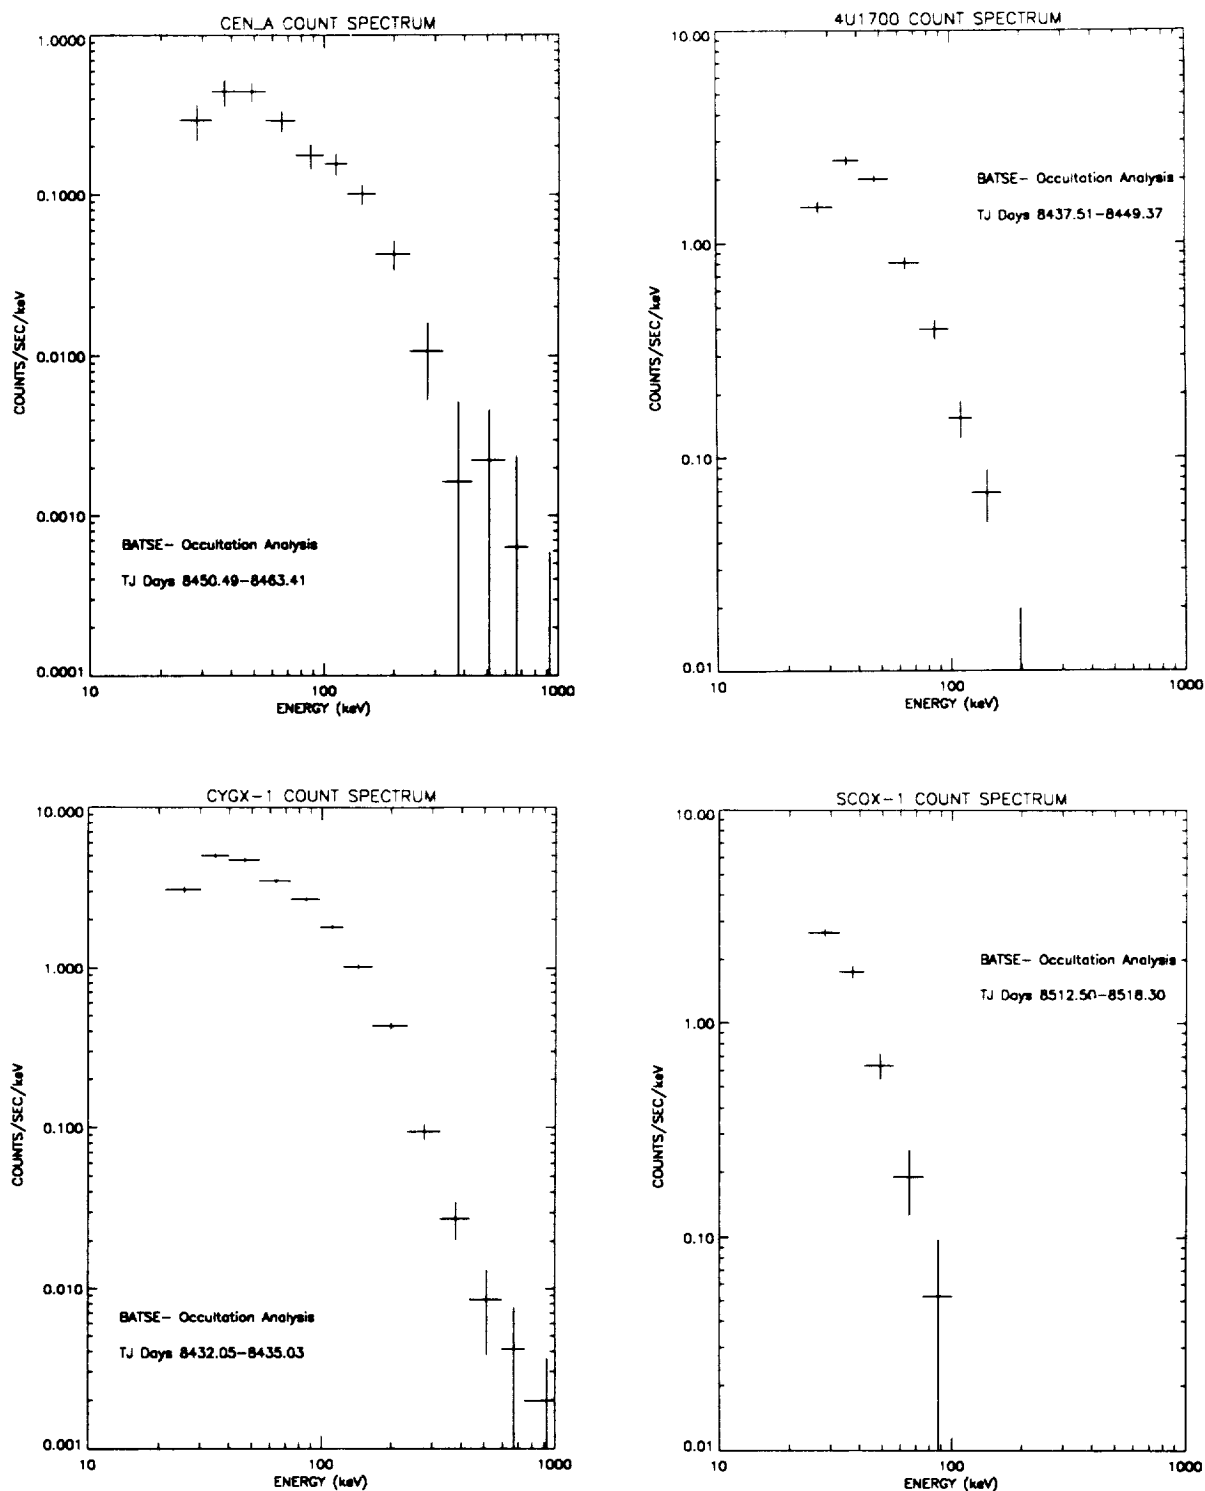 CEN_A COUNT SPECTRUM
1.0000
0.1000
0.0100
0.0010
0.0001
COUNTS/SEC/keV
BATSE- Occultation Analysis
TJ Days 8450.49-8463.41
10
100
1000
ENERGY (keV)
4U1700 COUNT SPECTRUM
10.00
1.00
0.10
0.01
COUNTS/SEC/keV
BATSE- Occultation Analysis
TJ Days 8437.51-8449.37
10
100
1000
ENERGY (keV)
CYGX-1 COUNT SPECTRUM
10.000
1.000
0.100
0.010
0.001
COUNTS/SEC/keV
BATSE- Occultation Analysis
TJ Days 8432.05-8435.03
10
100
1000
ENERGY (keV)
SCOX-1 COUNT SPECTRUM
10.00
1.00
0.10
0.01
COUNTS/SEC/keV
BATSE- Occultation Analysis
TJ Days 8512.50-8518.30
10
100
1000
ENERGY (keV)